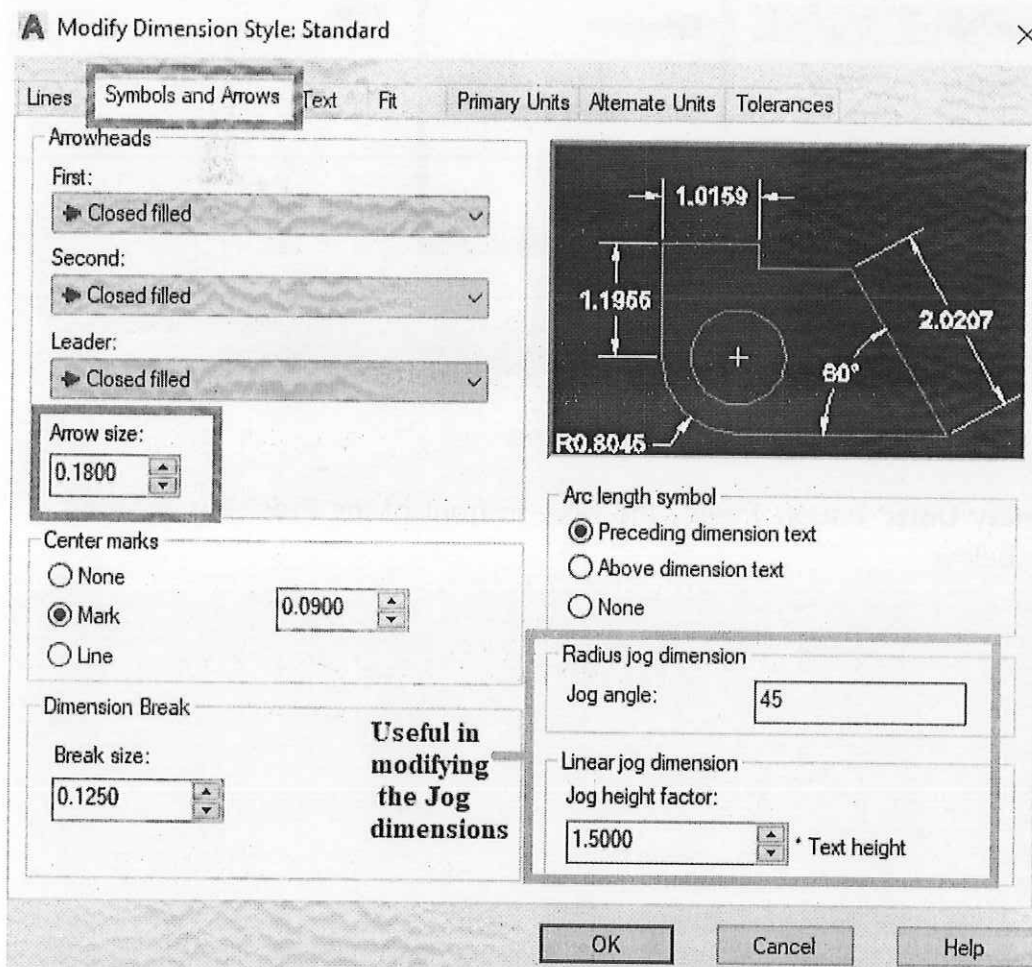 Modify Dimension Style: Standard
Lines Symbols and Arrows Text Fit Primary Units Alternate Units Tolerances
Arrowheads
First:
Closed filled
Second:
Closed filled
Leader:
Closed filled
Arrow size:
0.1800
Center marks
None
Mark
0.0900
Line
Dimension Break
Break size:
0.1250
Useful in
modifying
the Jog
dimensions
1.0159
1.1955
2.0207
60°
R0.8045
Arc length symbol
Preceding dimension text
Above dimension text
None
Radius jog dimension
Jog angle:
45
Linear jog dimension
Jog height factor:
1.5000
* Text height
OK Cancel Help